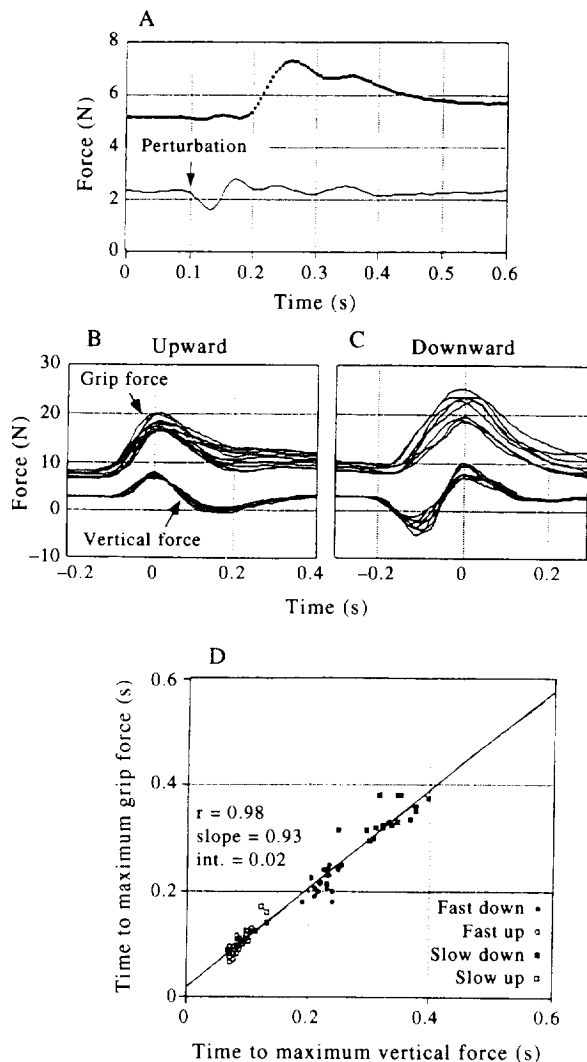 A
8
6
4
2
0
Force (N)
Perturbation
0 0.1 0.2 0.3 0.4 0.5 0.6
Time (s)
B Upward
C Downward
30
20
10
0
−10
Force (N)
Grip force
Vertical force
−0.2 0 0.2 0.4
−0.2 0 0.2
Time (s)
D
0.6
0.4
0.2
0
Time to maximum grip force (s)
r = 0.98
slope = 0.93
int. = 0.02
Fast down
Fast up
Slow down
Slow up
0 0.2 0.4 0.6
Time to maximum vertical force (s)